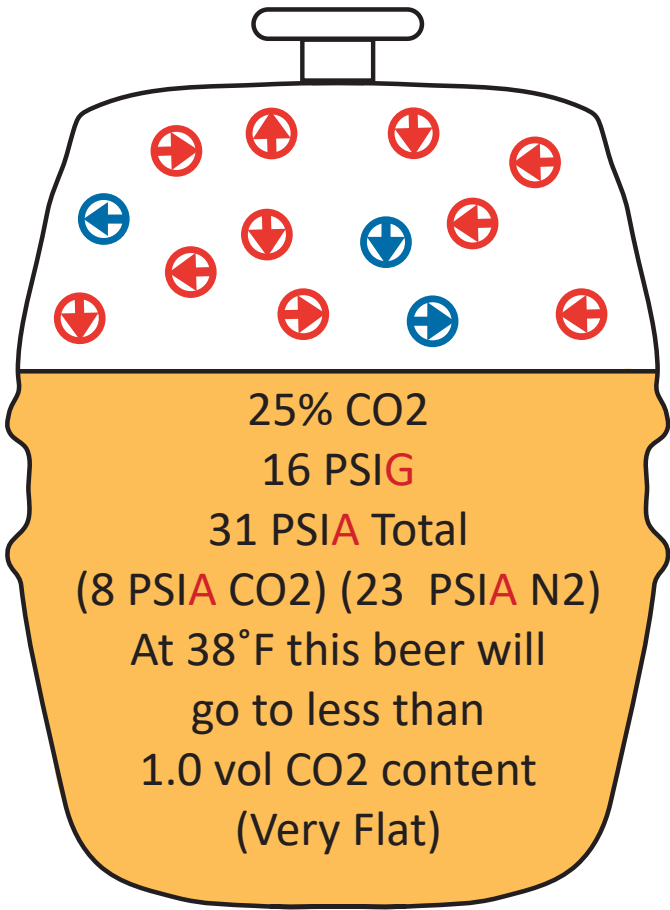 25% CO2
16 PSIG
31 PSIA Total
(8 PSIA CO2) (23  PSIA N2)
At 38˚F this beer will
go to less than
1.0 vol CO2 content
(Very Flat)